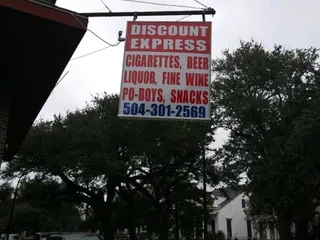 DISCOUNT
EXPRESS
CIGARETTES, BEER
LIQUOR, FINE WINE
PO-BOYS, SNACKS
504-301-2569